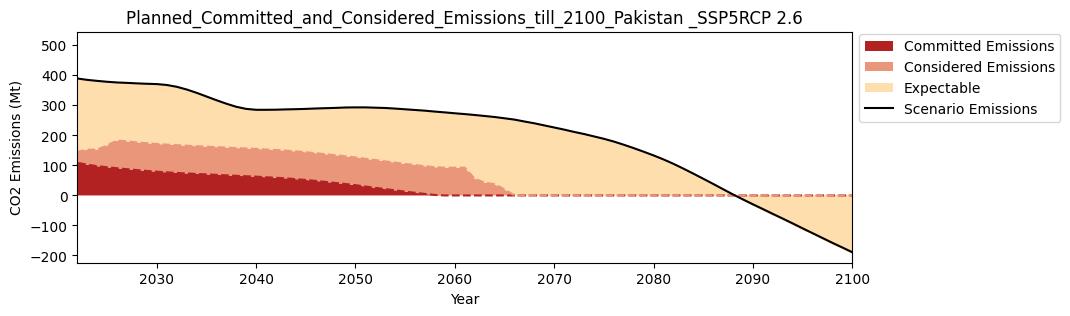 Planned_Committed_and_Considered_Emissions_till_2100_Pakistan _SSP5RCP 2.6
CO2 Emissions (Mt)
500
400
300
200
100
0
−100
−200
2030
2040
2050
2060
2070
2080
2090
2100
Year
Committed Emissions
Considered Emissions
Expectable
Scenario Emissions